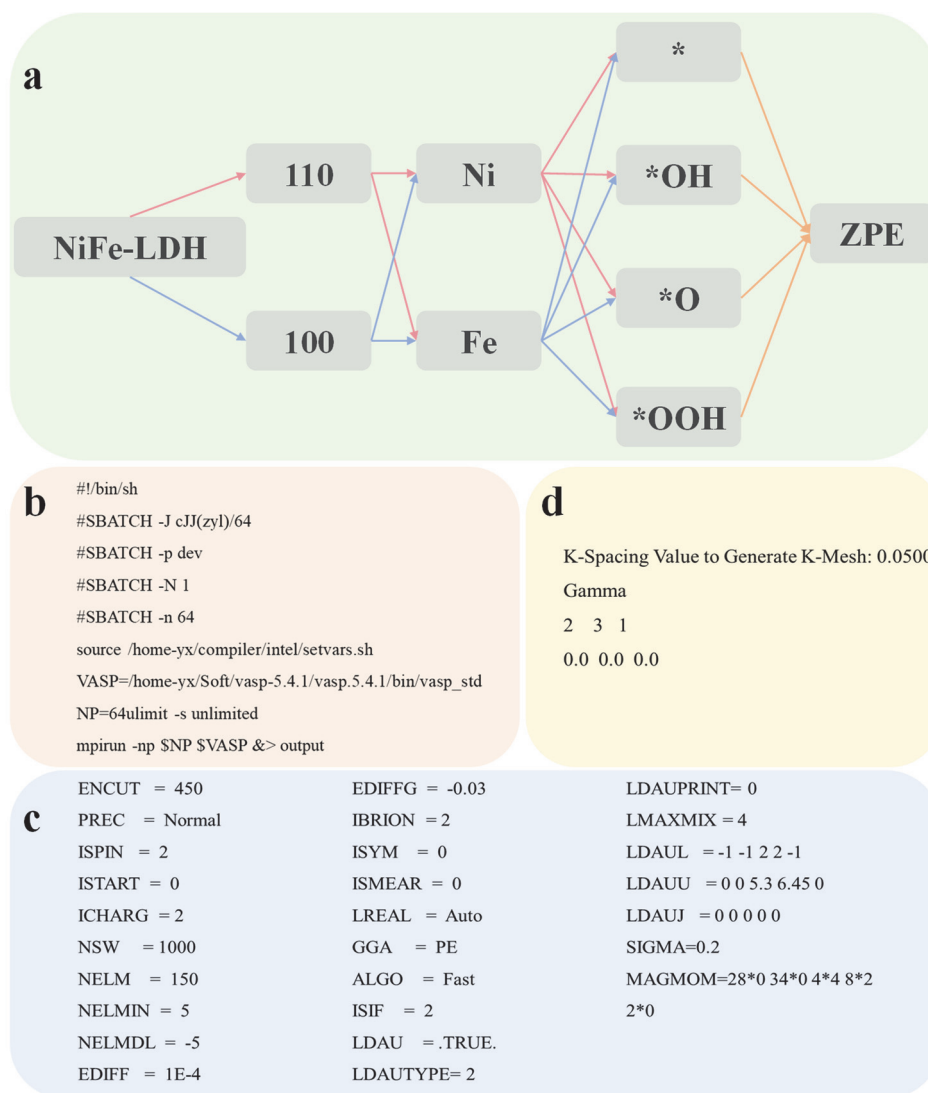 a
*
110
Ni
*OH
NiFe-LDH
ZPE
*O
100
Fe
*OOH
b
#!/bin/sh
#SBATCH -J cJJ(zyl)/64
#SBATCH -p dev
#SBATCH -N 1
#SBATCH -n 64
source /home-yx/compiler/intel/setvars.sh
VASP=/home-yx/Soft/vasp-5.4.1/vasp.5.4.1/bin/vasp_std
NP=64ulimit -s unlimited
mpirun -np $NP $VASP &> output
d
K-Spacing Value to Generate K-Mesh: 0.0500
Gamma
2 3 1
0.0 0.0 0.0
c
ENCUT = 450
PREC = Normal
ISPIN = 2
ISTART = 0
ICHARG = 2
NSW = 1000
NELM = 150
NELMIN = 5
NELMDL = -5
EDIFF = 1E-4
EDIFFG = -0.03
IBRION = 2
ISYM = 0
ISMEAR = 0
LREAL = Auto
GGA = PE
ALGO = Fast
ISIF = 2
LDAU =.TRUE.
LDAUTYPE= 2
LDAUPRINT= 0
LMAXMIX = 4
LDAUL = -1 -1 2 2 -1
LDAUU = 0 0 5.3 6.45 0
LDAUJ = 0 0 0 0 0
SIGMA=0.2
MAGMOM=28*0 34*0 4*4 8*2
2*0